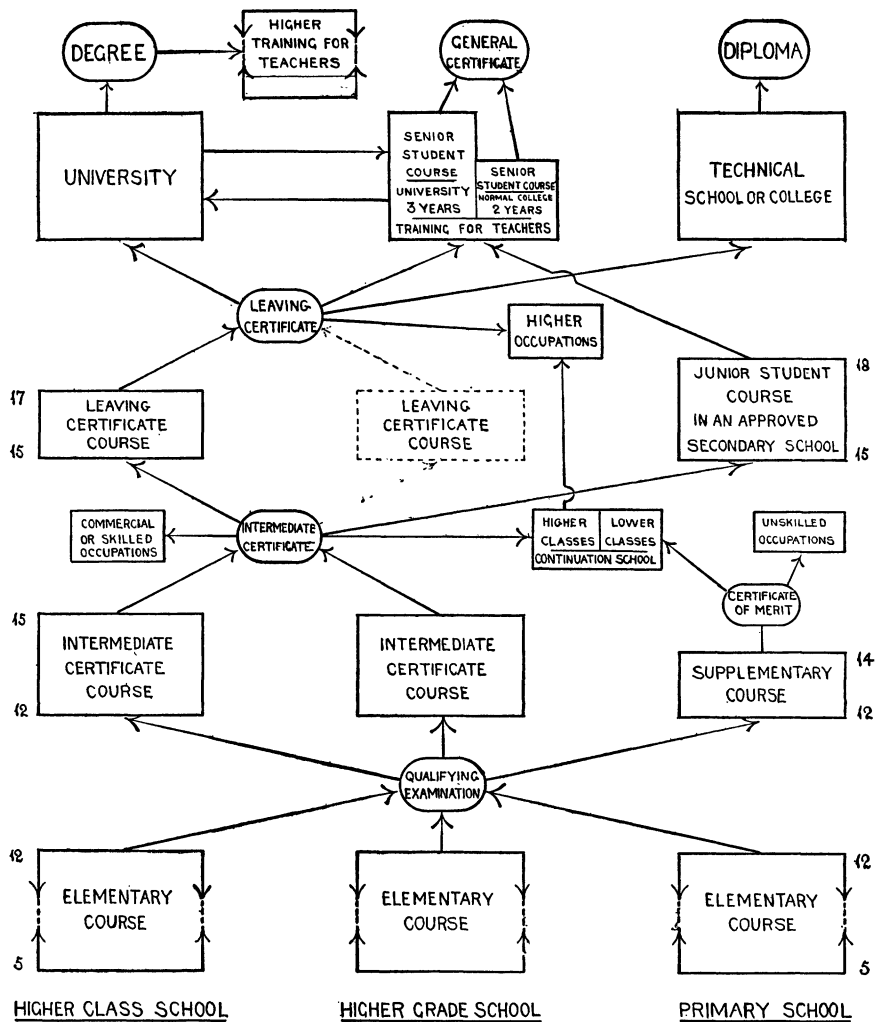 DEGREE
HIGHER
TRAINING FOR
TEACHERS
GENERAL
CERTIFICATE
DIPLOMA
UNIVERSITY
SENIOR
STUDENT
COURSE
UNIVERSITY
3 YEARS
SENIOR
STUDENT COURSE
NORMAL COLLEGE
2 YEARS
TRAINING FOR TEACHERS
TECHNICAL
SCHOOL OR COLLEGE
LEAVING
CERTIFICATE
HIGHER
OCCUPATIONS
17
LEAVING
CERTIFICATE
COURSE
15
LEAVING
CERTIFICATE
COURSE
18
JUNIOR STUDENT
COURSE
IN AN APPROVED
SECONDARY SCHOOL
15
COMMERCIAL
OR SKILLED
OCCUPATIONS
INTERMEDIATE
CERTIFICATE
HIGHER
CLASSES
LOWER
CLASSES
CONTINUATION SCHOOL
UNSKILLED
OCCUPATIONS
CERTIFICATE
OF MERIT
15
INTERMEDIATE
CERTIFICATE
COURSE
12
INTERMEDIATE
CERTIFICATE
COURSE
14
SUPPLEMENTARY
COURSE
12
QUALIFYING
EXAMINATION
12
ELEMENTARY
COURSE
5
ELEMENTARY
COURSE
12
ELEMENTARY
COURSE
5
HIGHER CLASS SCHOOL
HIGHER GRADE SCHOOL
PRIMARY SCHOOL